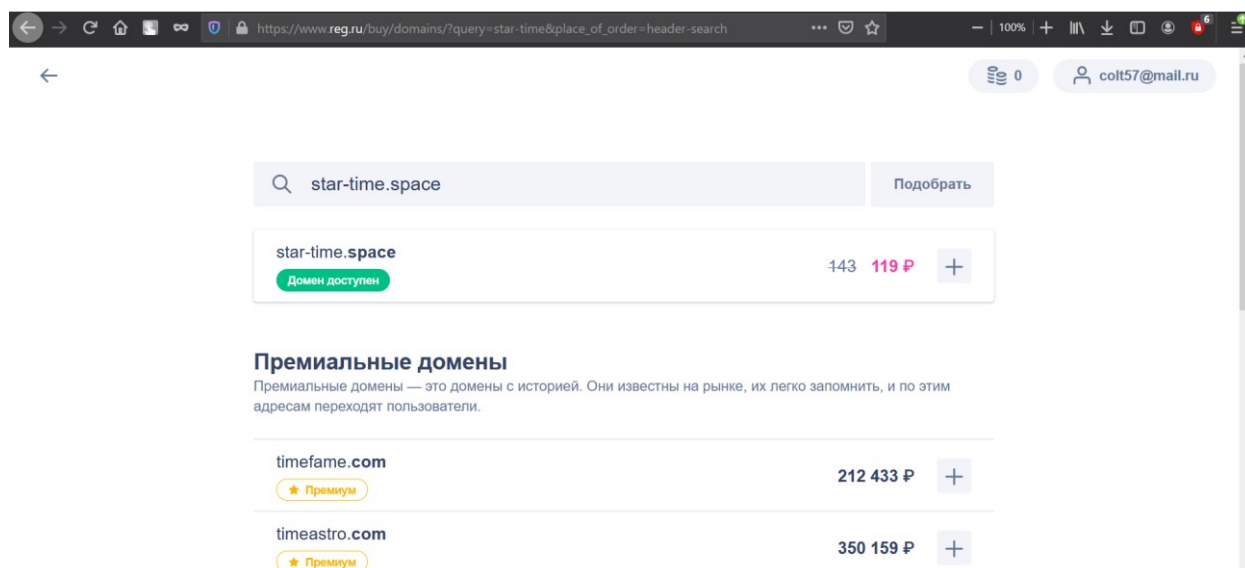 https://www.reg.ru/buy/domains/?query=star-time&place_of_order=header-search
100%
6
0
colt57@mail.ru
star-time.space
Подобрать
star-time.space
143 119 ₽
Домен доступен
Премиальные домены
Премиальные домены — это домены с историей. Они известны на рынке, их легко запомнить, и по этим
адресам переходят пользователи.
timefame.com
212 433 ₽
Премиум
timeastro.com
350 159 ₽
Премиум